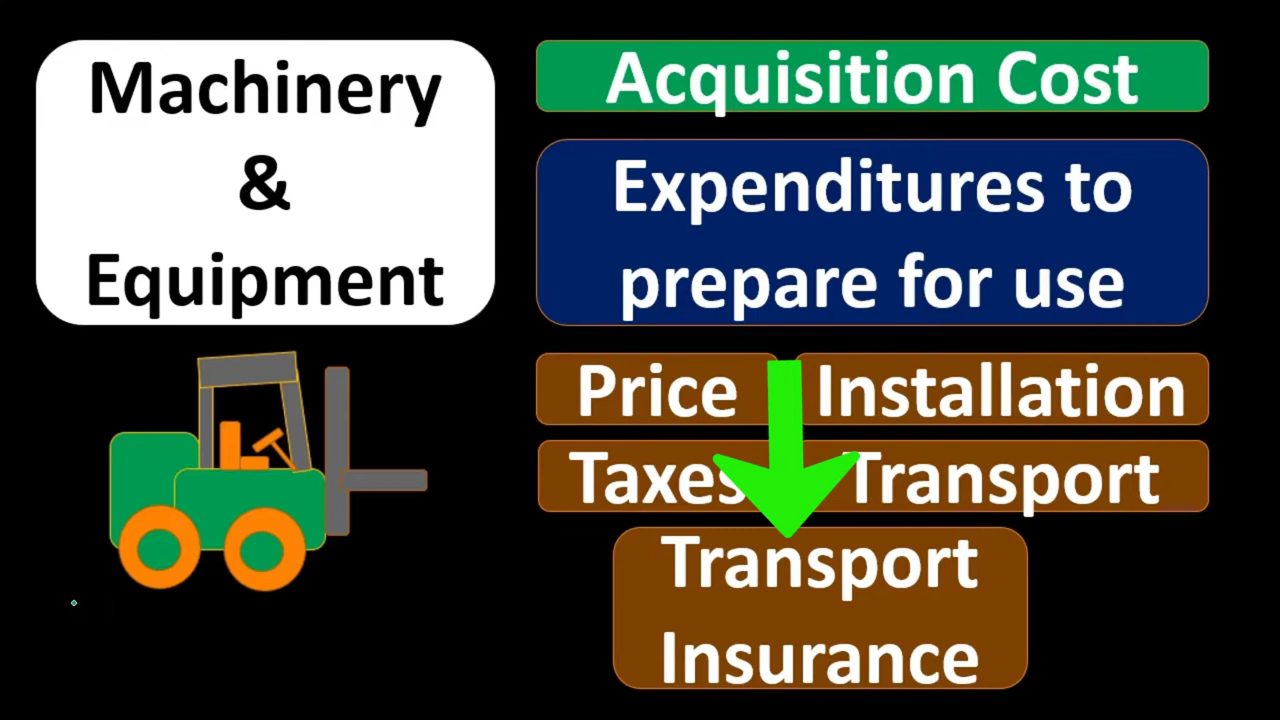 Machinery
&
Equipment
Acquisition Cost
Expenditures to
prepare for use
Price
Installation
Taxes
Transport
Transport
Insurance